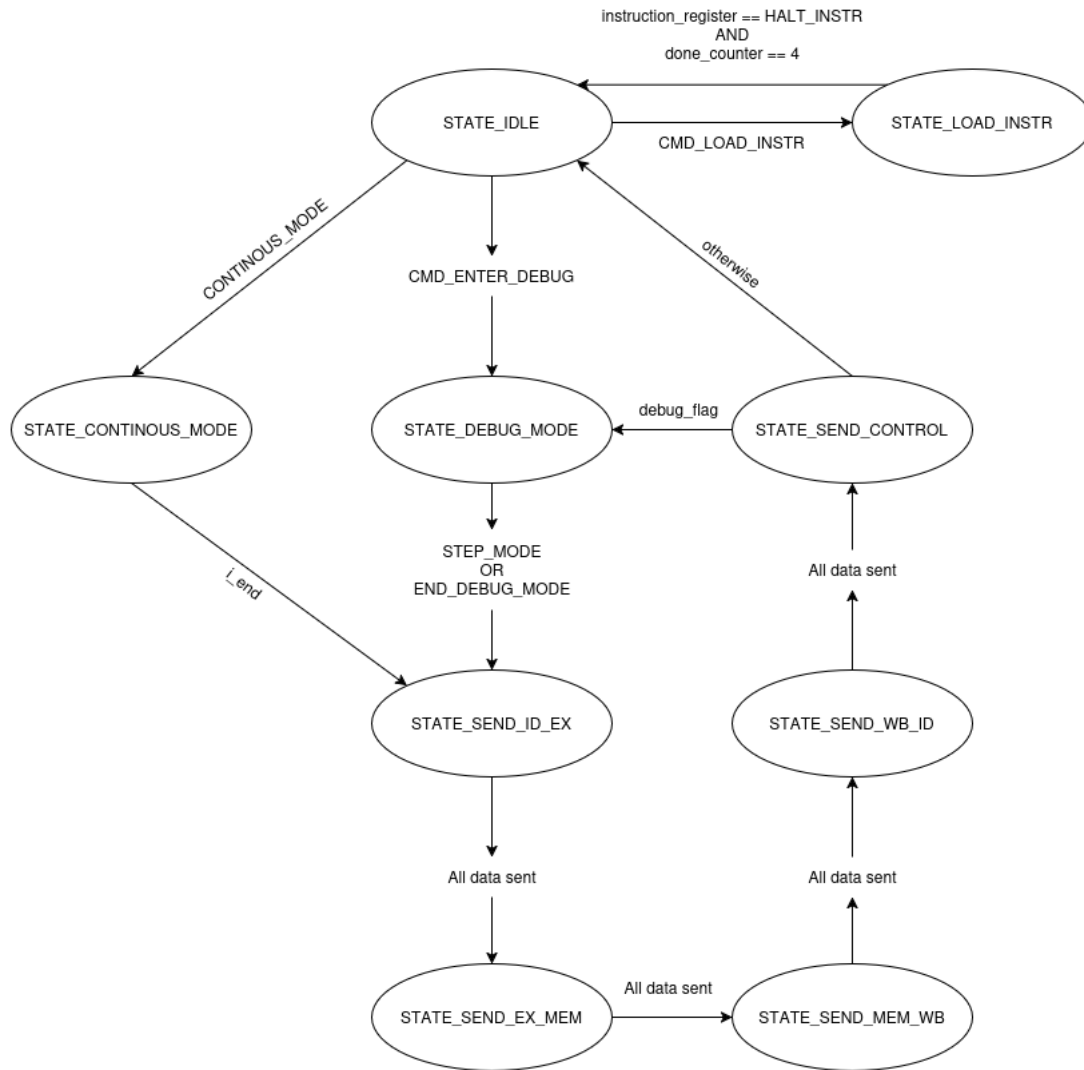 instruction_register == HALT_INSTR
AND
done_counter == 4
STATE_IDLE
STATE_LOAD_INSTR
CMD_LOAD_INSTR
CONTINOUS_MODE
CMD_ENTER_DEBUG
otherwise
STATE_CONTINOUS_MODE
STATE_DEBUG_MODE
debug_flag
STATE_SEND_CONTROL
i_end
STEP_MODE
OR
END_DEBUG_MODE
All data sent
STATE_SEND_ID_EX
STATE_SEND_WB_ID
All data sent
All data sent
STATE_SEND_EX_MEM
All data sent
STATE_SEND_MEM_WB